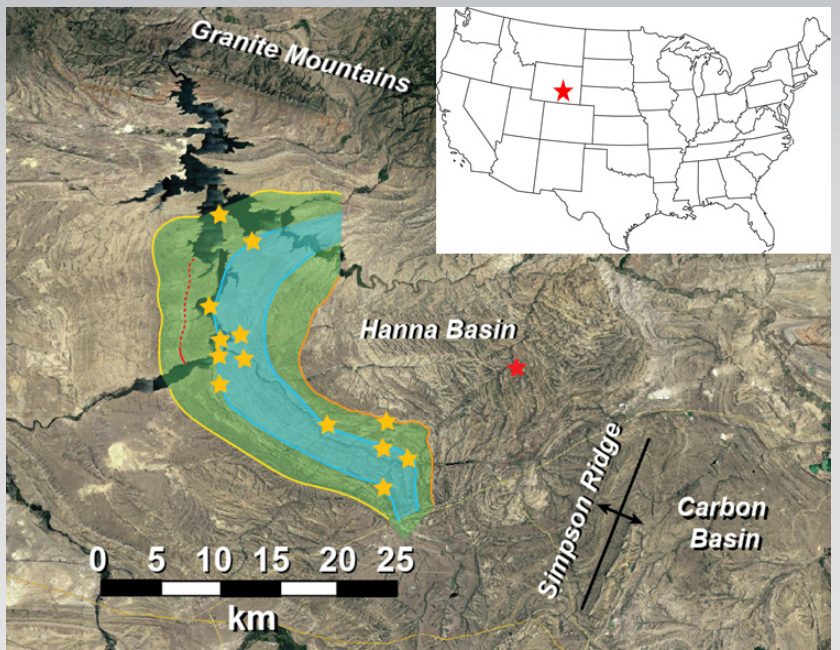 Granite Mountains
Hanna Basin
Simpson Ridge
Carbon
Basin
0 5 10 15 20 25
km